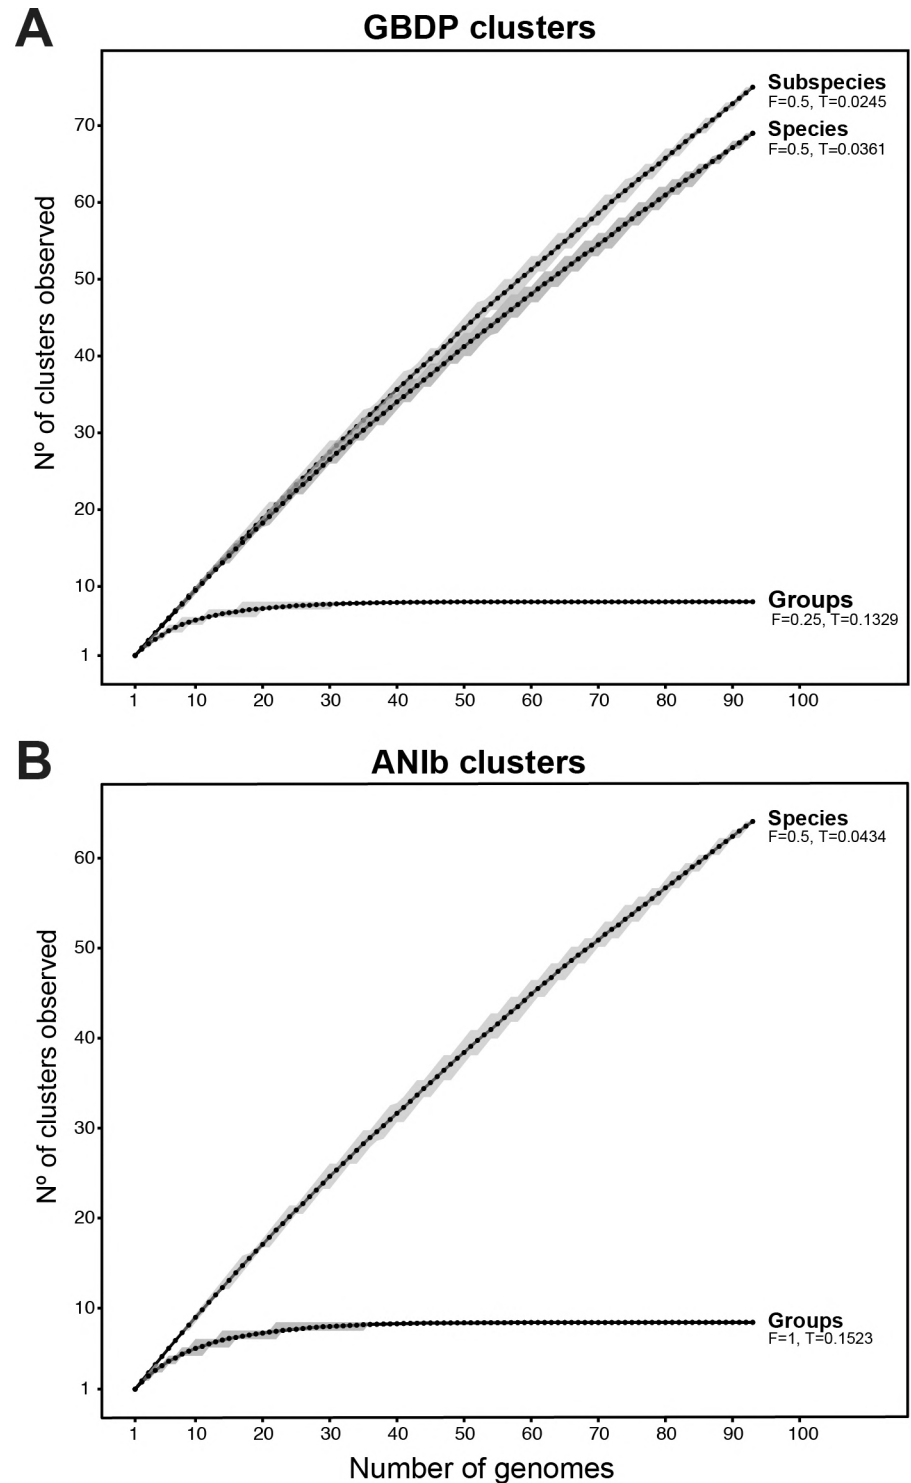 A
GBDP clusters
Subspecies
F=0.5, T=0.0245
Species
F=0.5, T=0.0361
Groups
F=0.25, T=0.1329
Nº of clusters observed
70
60
50
40
30
20
10
1
1 10 20 30 40 50 60 70 80 90 100
B
ANIb clusters
Species
F=0.5, T=0.0434
Groups
F=1, T=0.1523
Nº of clusters observed
60
50
40
30
20
10
1
1 10 20 30 40 50 60 70 80 90 100
Number of genomes